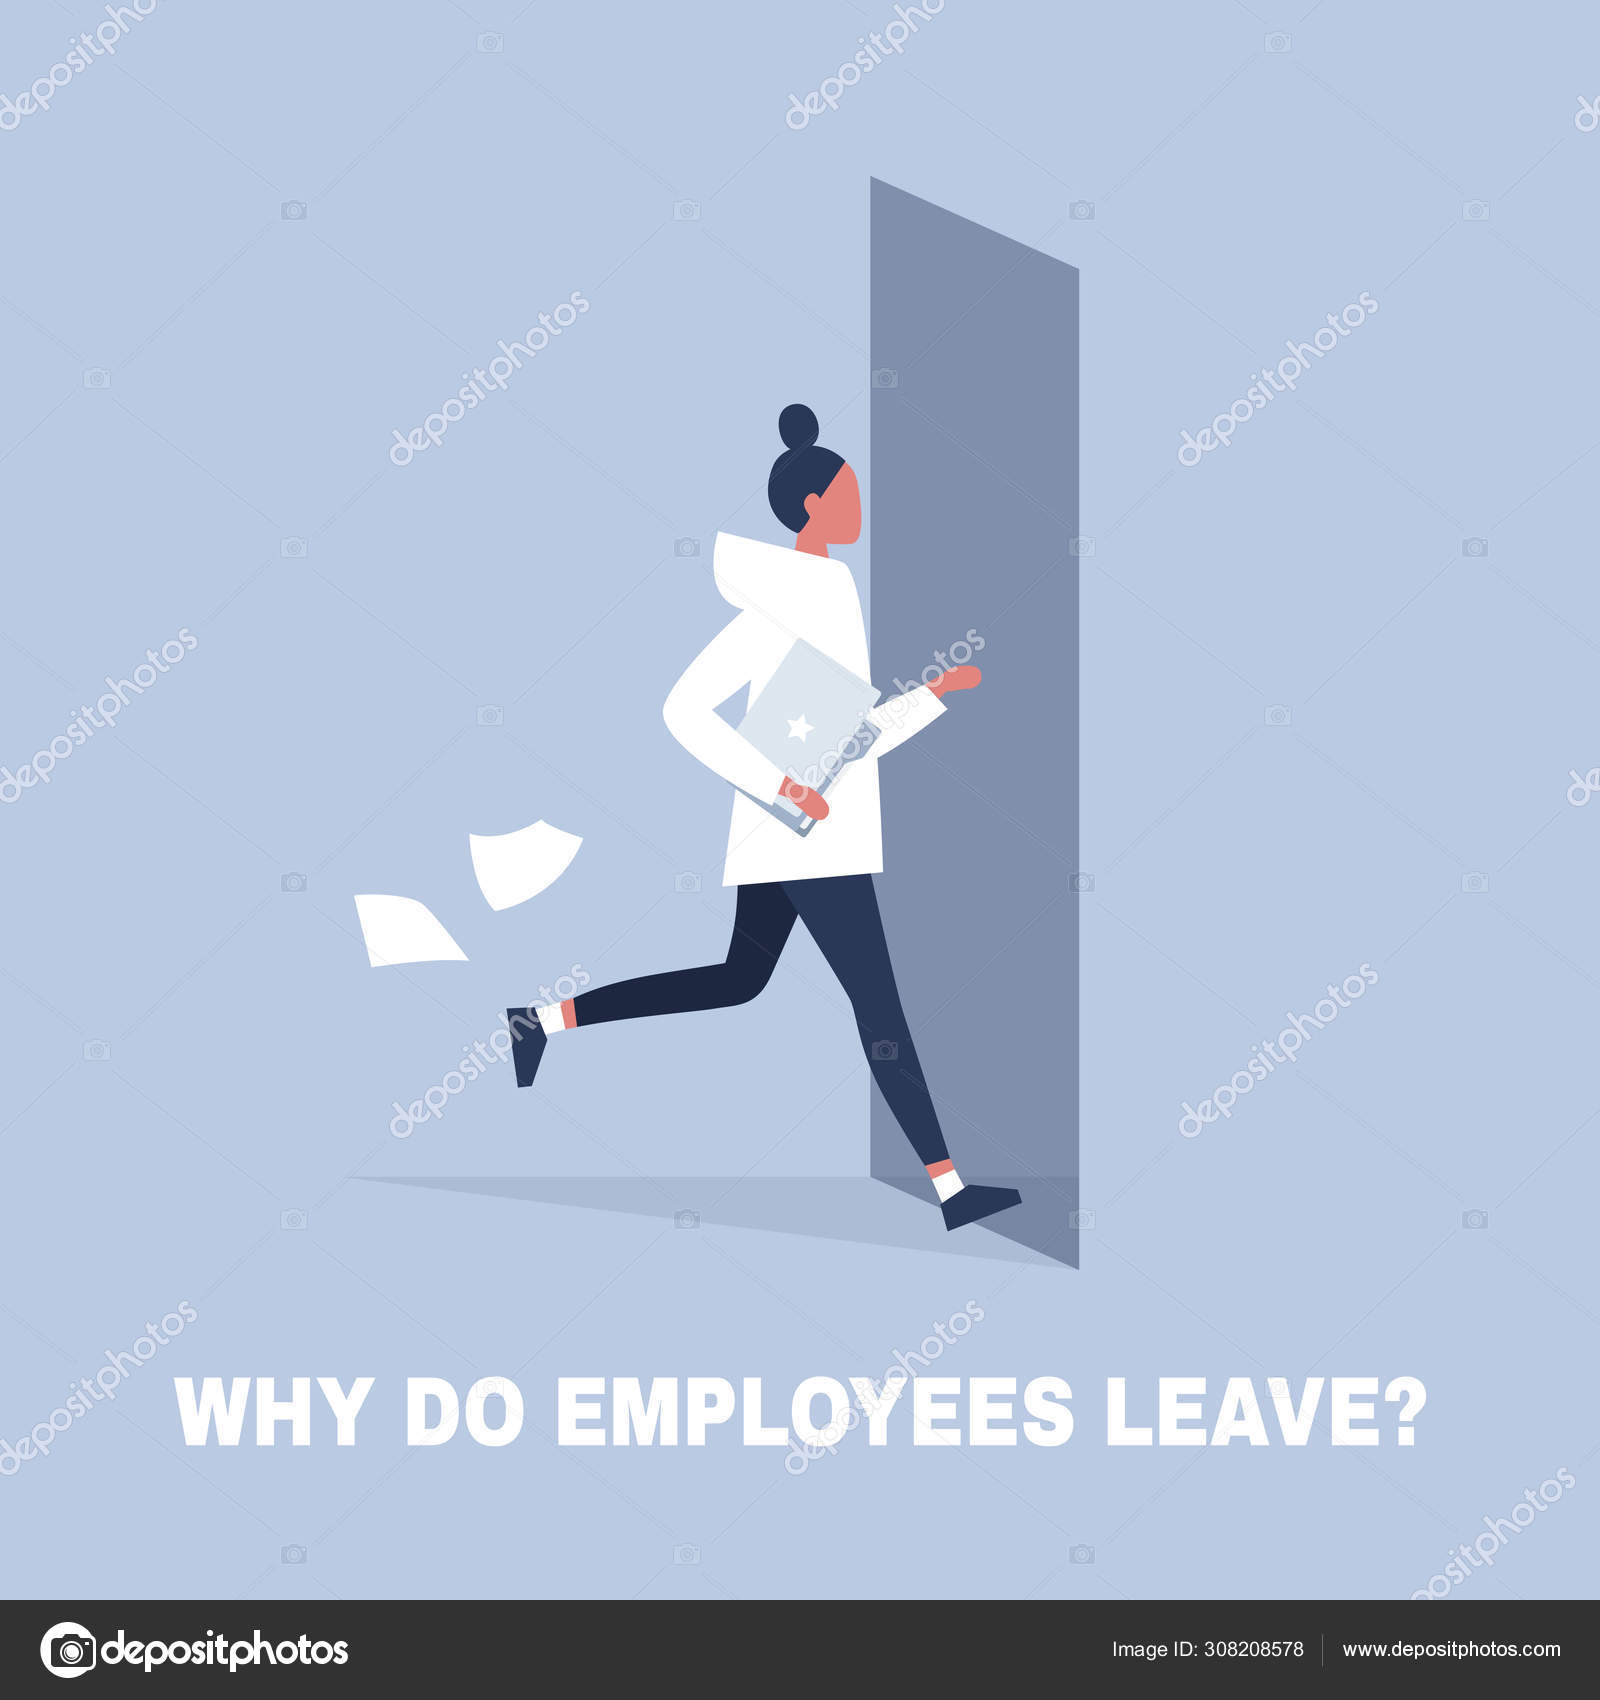 WHY DO EMPLOYEES LEAVE?
depositphotos
Image ID: 308208578
www.depositphotos.com